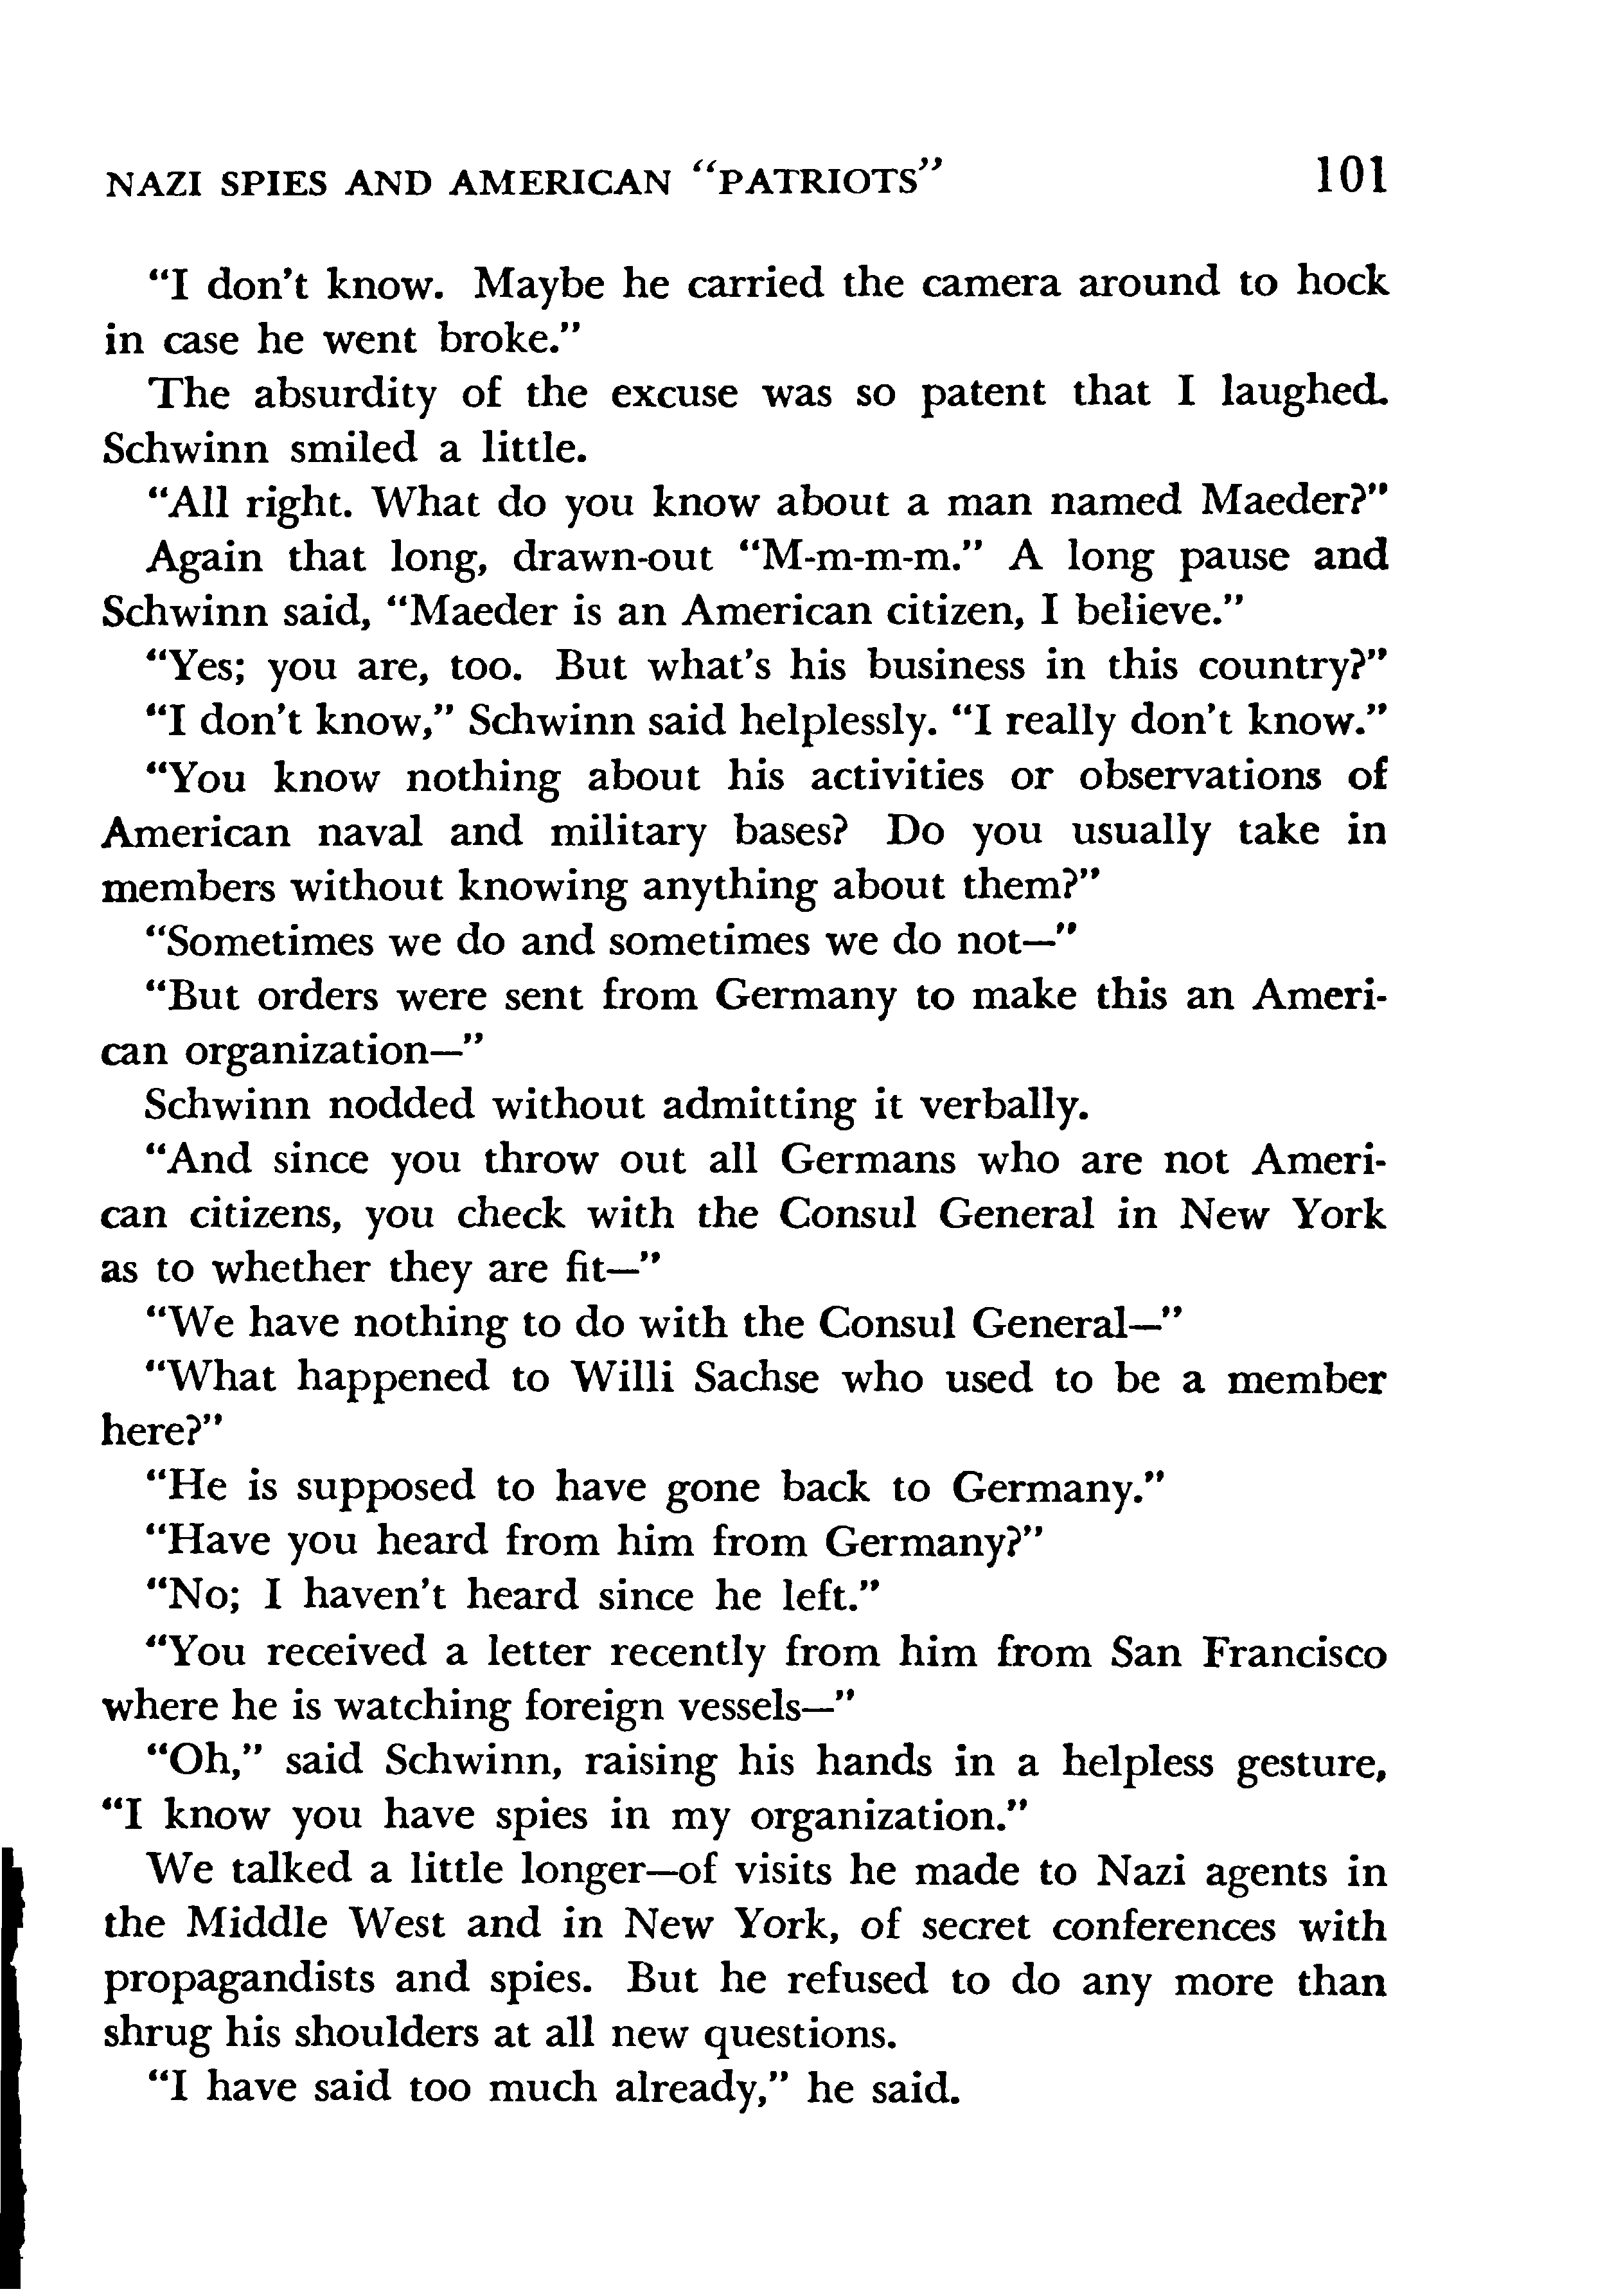 NAZI SPIES AND AMERICAN “PATRIOTS” 101
“I don’t know. Maybe he carried the camera around to hock
in case he went broke.”
The absurdity of the excuse was so patent that I laughed.
Schwinn smiled a little.
“All right. What do you know about a man named Maeder?”
Again that long, drawn-out “M-m-m-m.” A long pause and
Schwinn said, “Maeder is an American citizen, I believe.”
“Yes; you are, too. But what’s his business in this country?”
“I don’t know,” Schwinn said helplessly. “I really don’t know.”
“You know nothing about his activities or observations of
American naval and military bases? Do you usually take in
members without knowing anything about them?”
“Sometimes we do and sometimes we do not—”
“But orders were sent from Germany to make this an Ameri-
can organization—”
Schwinn nodded without admitting it verbally.
“And since you throw out all Germans who are not Ameri-
can citizens, you check with the Consul General in New York
as to whether they are fit—”
“We have nothing to do with the Consul General—”
“What happened to Willi Sachse who used to be a member
here?”
“He is supposed to have gone back to Germany.”
“Have you heard from him from Germany?”
“No; I haven’t heard since he left.”
“You received a letter recently from him from San Francisco
where he is watching foreign vessels—”
“Oh,” said Schwinn, raising his hands in a helpless gesture,
“I know you have spies in my organization.”
We talked a little longer—of visits he made to Nazi agents in
the Middle West and in New York, of secret conferences with
propagandists and spies. But he refused to do any more than
shrug his shoulders at all new questions.
“I have said too much already,” he said.